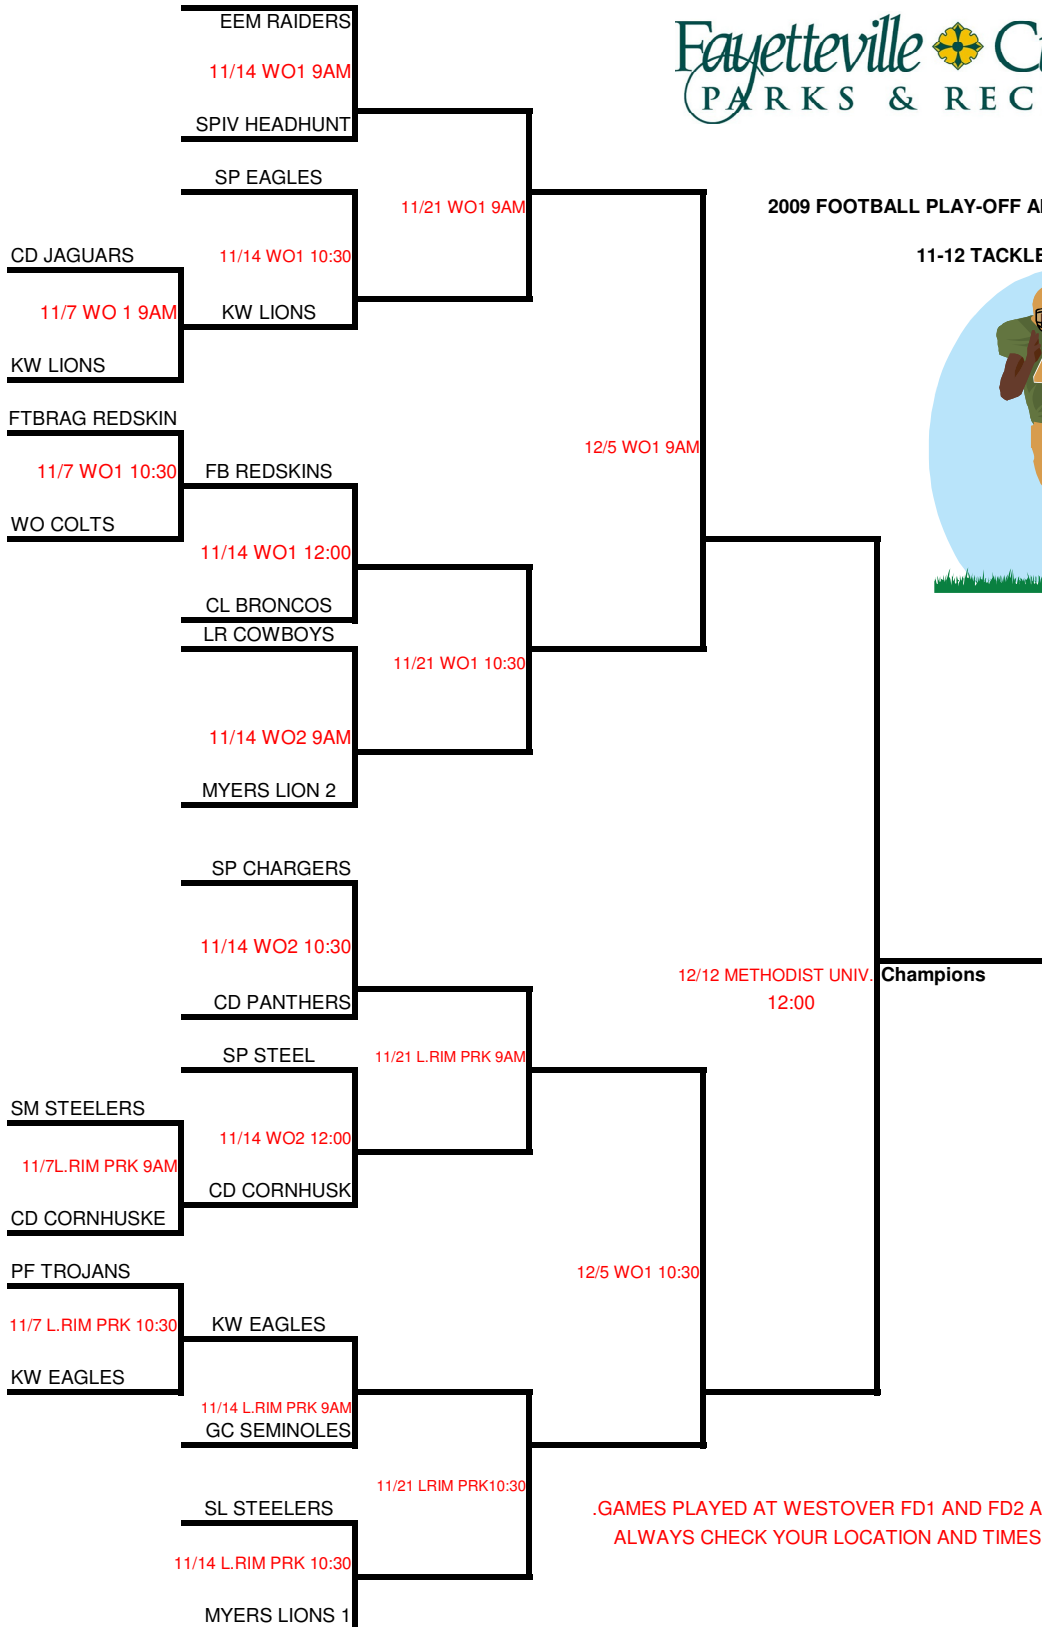 EEM RAIDERS
Fayetteville
PARKS & REC
11/14 WO1 9AM
SPIV HEADHUNT
SP EAGLES
11/21 WO1 9AM
2009 FOOTBALL PLAY-OFF
CD JAGUARS
11/14 WO1 10:30
11-12 TACKLE
11/7 WO 1 9AM
KW LIONS
KW LIONS
FTBRAG REDSKIN
12/5 WO1 9AM
11/7 WO1 10:30
FB REDSKINS
WO COLTS
11/14 WO1 12:00
CL BRONCOS
LR COWBOYS
11/21 WO1 10:30
11/14 WO2 9AM
MYERS LION 2
SP CHARGERS
11/14 WO2 10:30
12/12 METHODIST UNIV.
Champions
12:00
CD PANTHERS
SP STEEL
11/21 L.RIM PRK 9AM
SM STEELERS
11/14 WO2 12:00
11/7L.RIM PRK 9AM
CD CORNHUSK
CD CORNHUSKE
PF TROJANS
12/5 WO1 10:30
11/7 L.RIM PRK 10:30
KW EAGLES
KW EAGLES
11/14 L.RIM PRK 9AM
GC SEMINOLES
11/21 LRIM PRK10:30
SL STEELERS
.GAMES PLAYED AT WESTOVER FD1 AND FD2 A
ALWAYS CHECK YOUR LOCATION AND TIMES
11/14 L.RIM PRK 10:30
MYERS LIONS 1